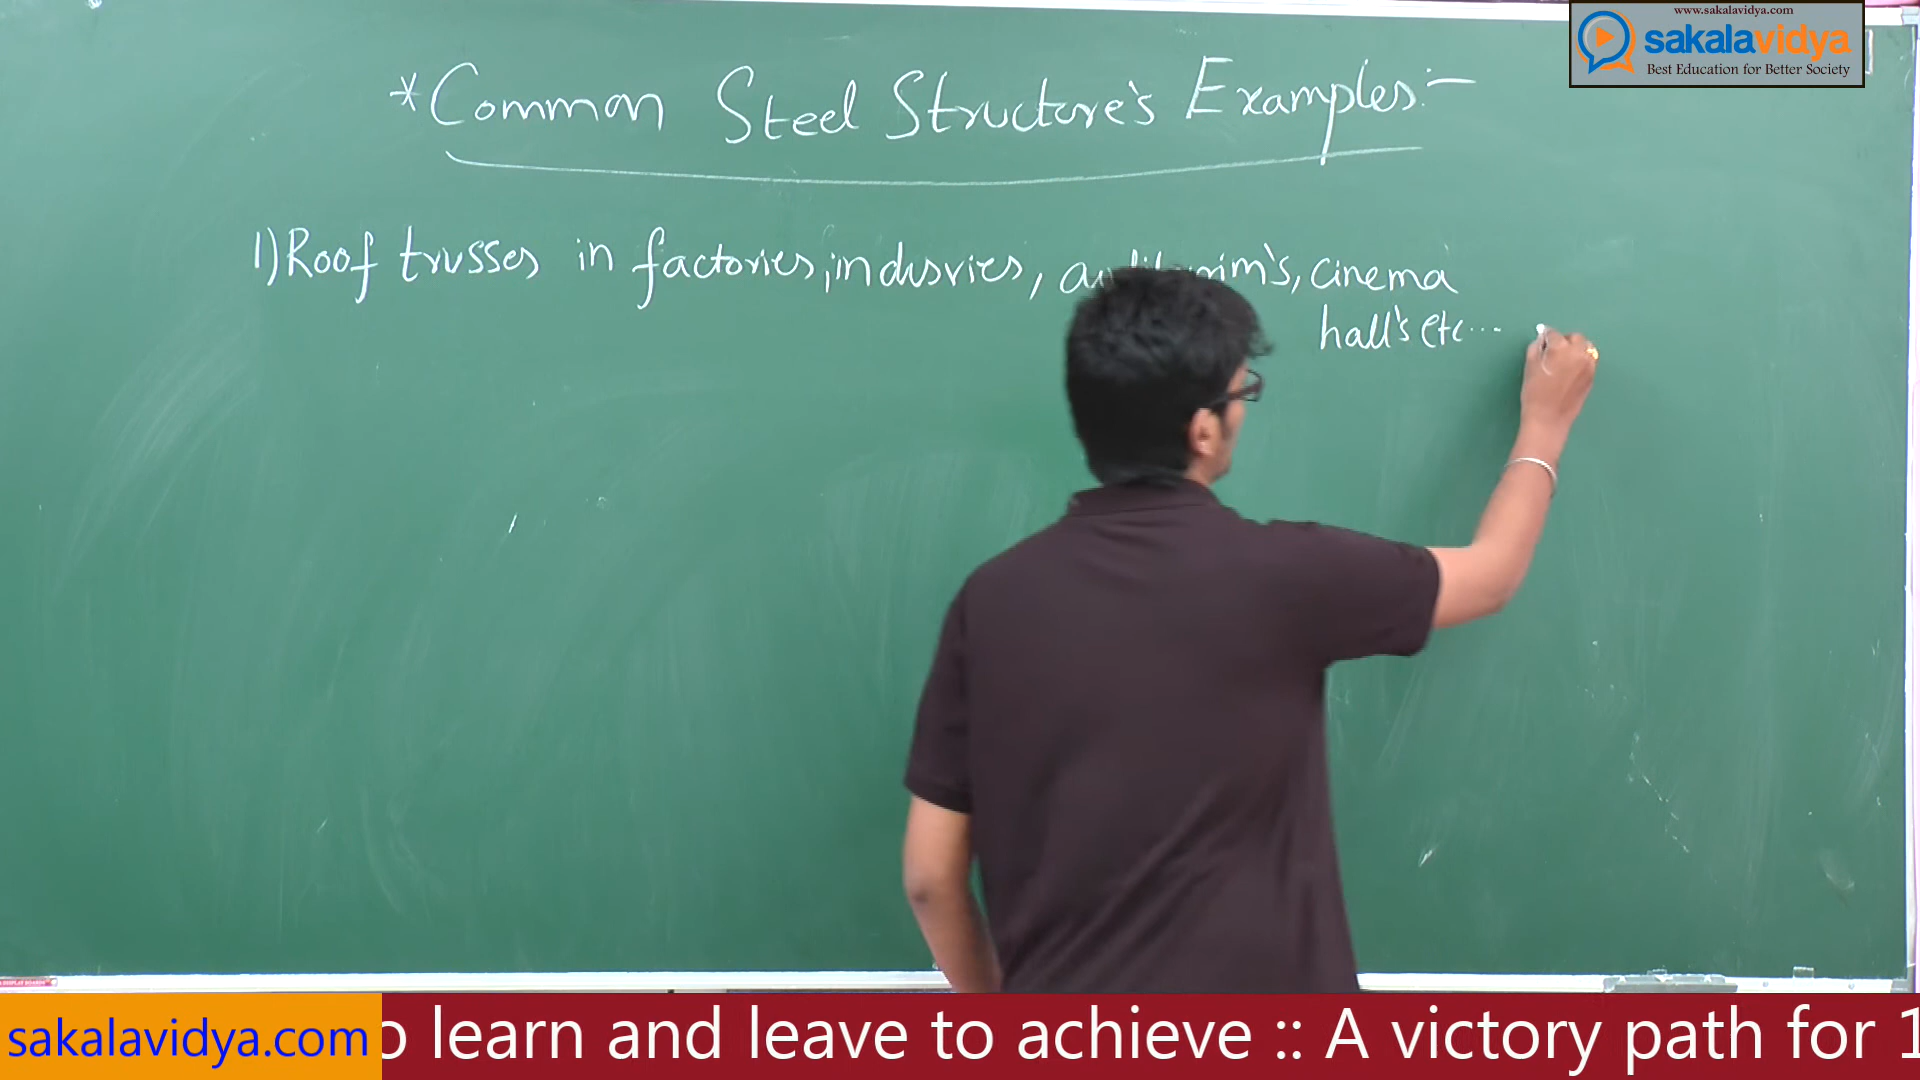 www.sakalavidya.com
sakalavidya
Best Education for Better Society
*Common Steel Structure's Examples:-
1) Roof trusses in factories, indusries, cinema
hall's etc...
sakalavidya.com
o learn and leave to achieve :: A victory path for 1